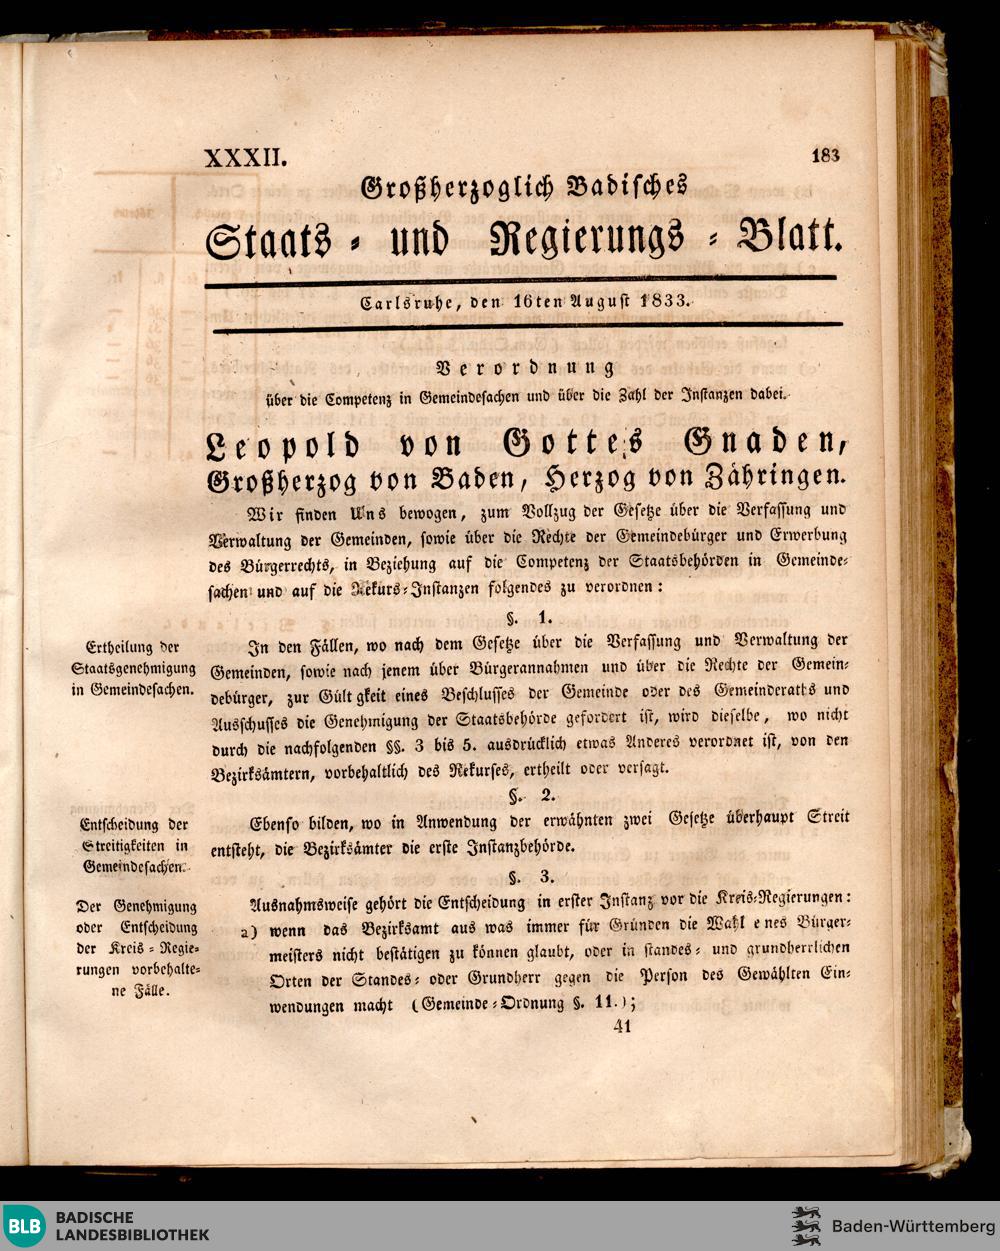 XXXII.
183
Großherzoglich Badisches
Staats- und Regierungs-Blatt.
Carlsruhe, den 16ten August 1833.
Verordnung
über die Competenz in Gemeindesachen und über die Zahl der Instanzen dabei.
Leopold von Gottes Gnaden,
Großherzog von Baden, Herzog von Zähringen.
Wir finden Uns bewogen, zum Vollzug der Gesetze über die Verfassung und
Verwaltung der Gemeinden, sowie über die Rechte der Gemeindebürger und Erwerbung
des Bürgerrechts, in Beziehung auf die Competenz der Staatsbehörden in Gemeinde-
sachen und auf die Rekurs-Instanzen folgendes zu verordnen:
§. 1.
Ertheilung der
Staatsgenehmigung
in Gemeindesachen.
In den Fällen, wo nach dem Gesetze über die Verfassung und Verwaltung der
Gemeinden, sowie nach jenem über Bürgerannahmen und über die Rechte der Gemein-
debürger, zur Gültigkeit eines Beschlusses der Gemeinde oder des Gemeinderaths und
Ausschusses die Genehmigung der Staatsbehörde gefordert ist, wird dieselbe, wo nicht
durch die nachfolgenden §§. 3 bis 5. ausdrücklich etwas Anderes verordnet ist, von den
Bezirksämtern, vorbehaltlich des Rekurses, ertheilt oder versagt.
§. 2.
Entscheidung der
Streitigkeiten in
Gemeindesachen.
Ebenso bilden, wo in Anwendung der erwähnten zwei Gesetze überhaupt Streit
entsteht, die Bezirksämter die erste Instanzbehörde.
§. 3.
Der Genehmigung
oder Entscheidung
der Kreis-Regie-
rungen vorbehalte-
ne Fälle.
Ausnahmsweise gehört die Entscheidung in erster Instanz vor die Kreis-Regierungen:
a) wenn das Bezirksamt aus was immer für Gründen die Wahl eines Bürger-
meisters nicht bestätigen zu können glaubt, oder in standes- und grundherrlichen
Orten der Standes- oder Grundherr gegen die Person des Gewählten Ein-
wendungen macht (Gemeinde-Ordnung §. 11.);
41
BLB
BADISCHE
LANDESBIBLIOTHEK
Baden-Württemberg